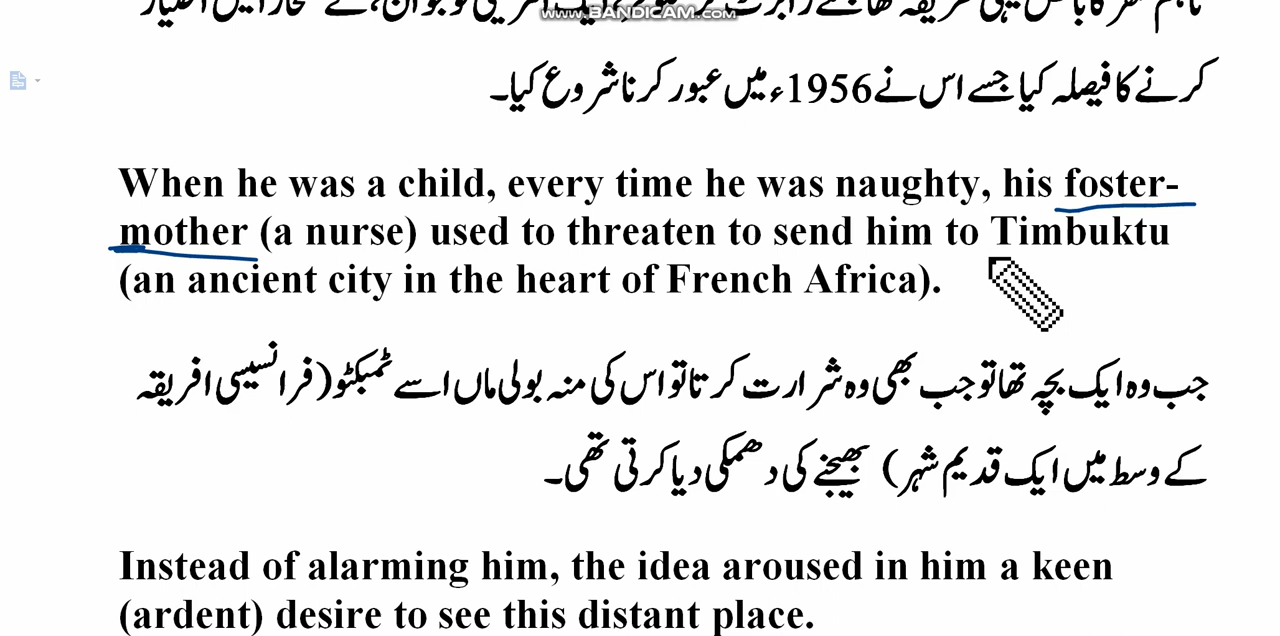 WWW.BANDICAM.COM
کرنے کا فیصلہ کیا جسے اس نے 1956ء میں عبور کرنا شروع کیا۔
When he was a child, every time he was naughty, his foster-
mother (a nurse) used to threaten to send him to Timbuktu
(an ancient city in the heart of French Africa).
جب وہ ایک بچہ تھا تو جب بھی وہ شرارت کرتا تو اس کی منہ بولی ماں اسے ٹمبکٹو (فرانسیسی افریقہ
کے وسط میں ایک قدیم شہر) بھیجنے کی دھمکی دیا کرتی تھی۔
Instead of alarming him, the idea aroused in him a keen
(ardent) desire to see this distant place.